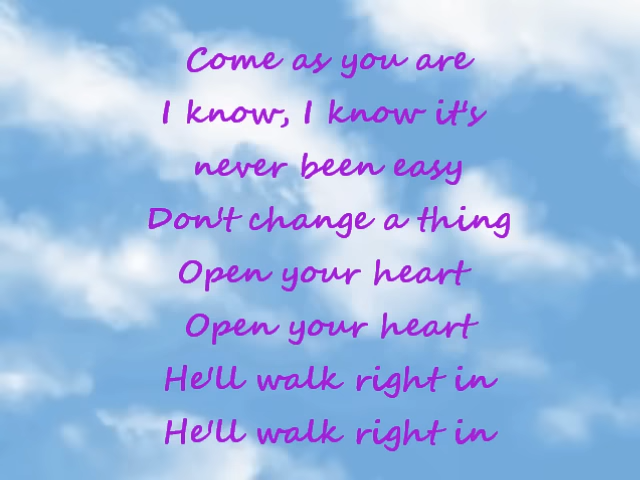 Come as you are
I know, I know it's
never been easy
Don't change a thing
Open your heart
Open your heart
He'll walk right in
He'll walk right in